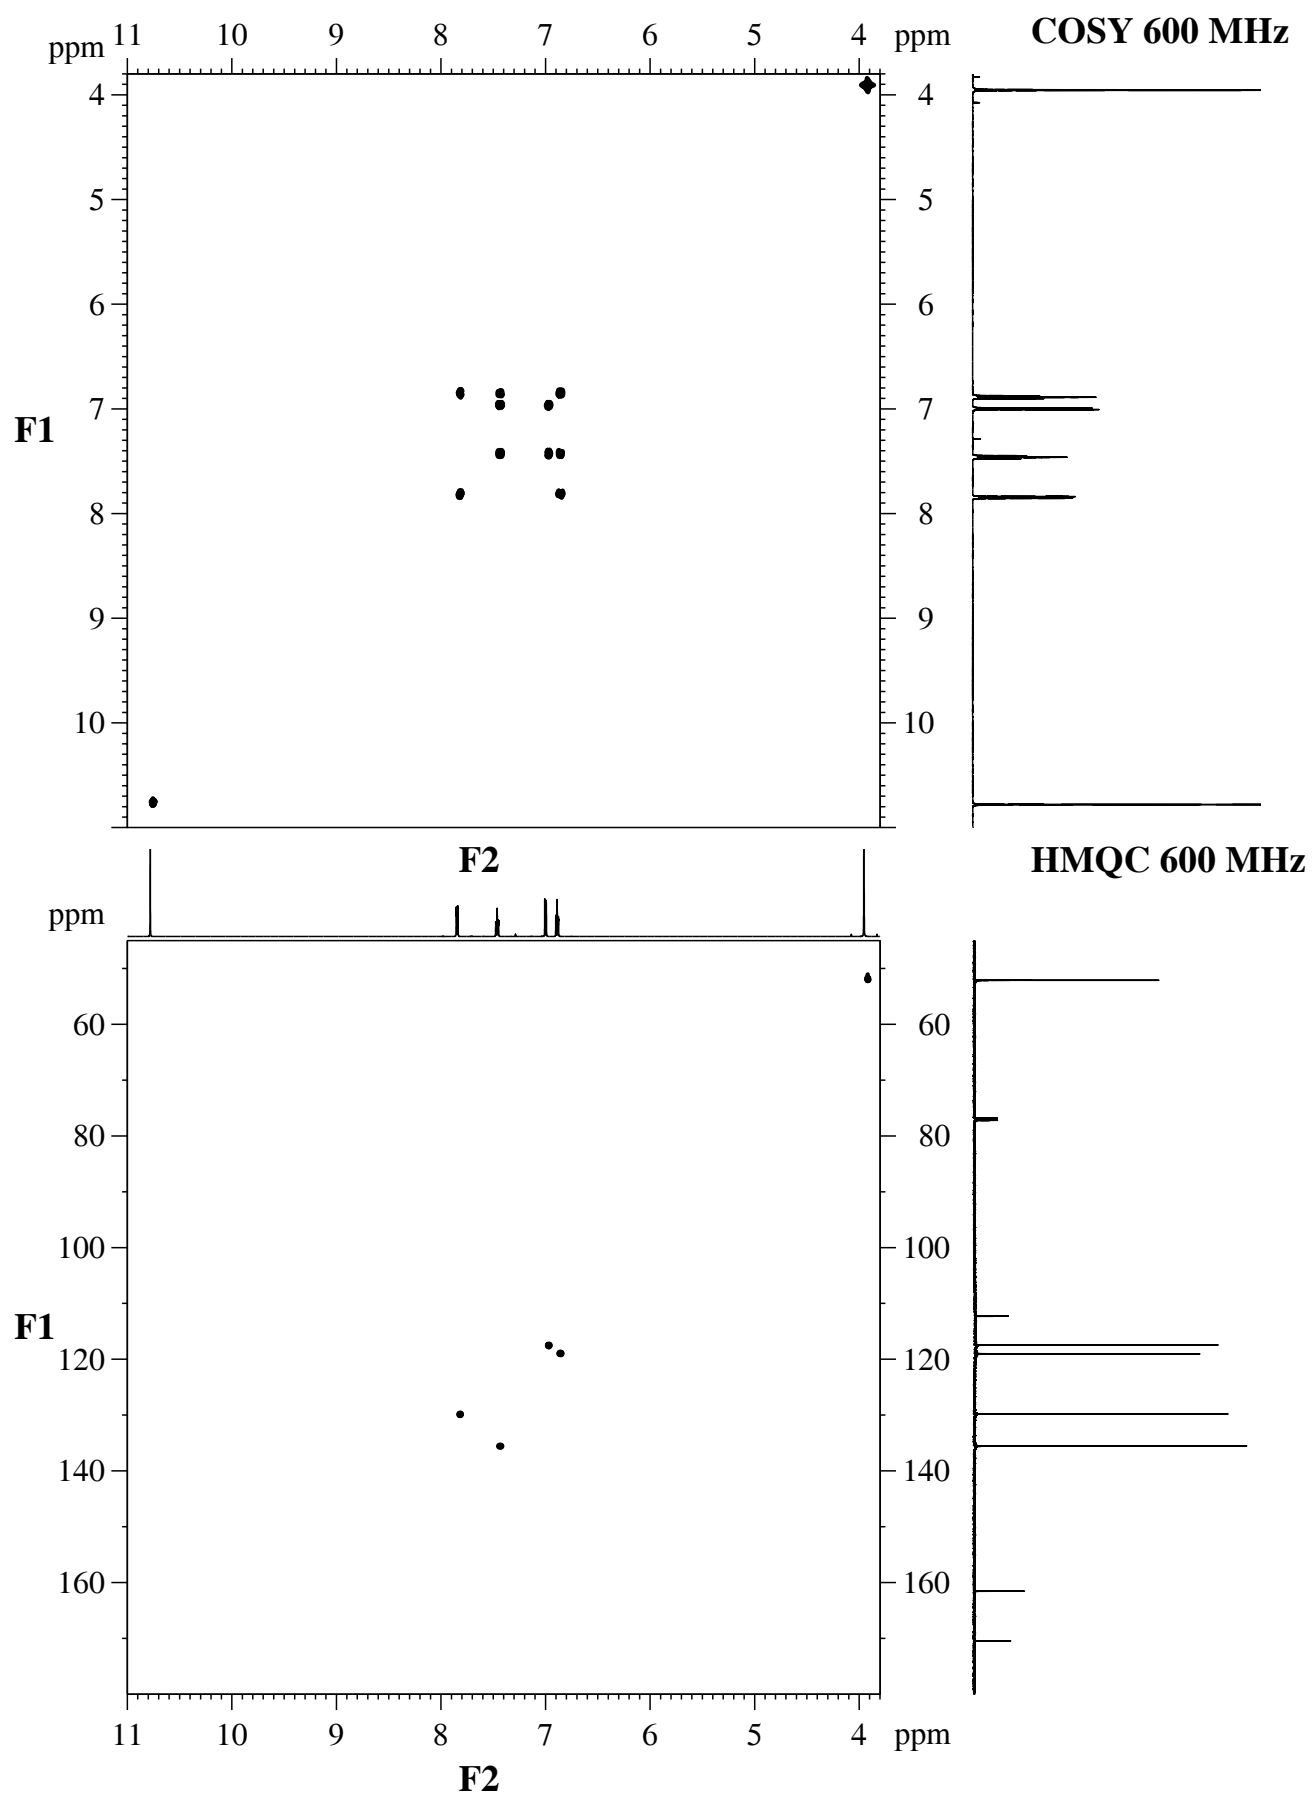 ppm 11 10 9 8 7 6 5 4 ppm COSY 600 MHz
4 4
5 5
6 6
7 7
F1
8 8
9 9
10 10
F2 HMQC 600 MHz
ppm
60 60
80 80
100 100
F1
120 120
140 140
160 160
11 10 9 8 7 6 5 4 ppm
F2